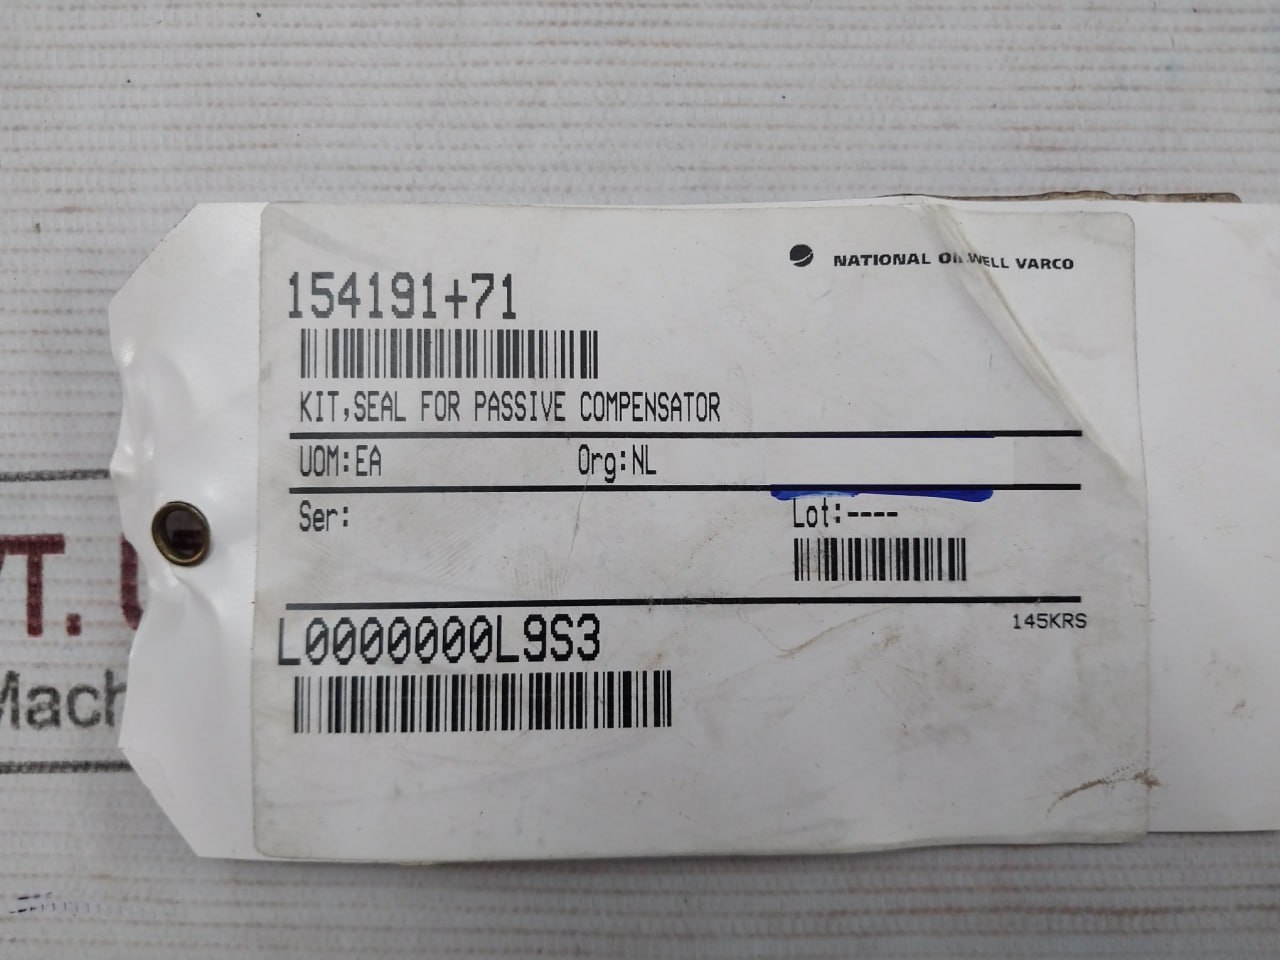 NATIONAL OILWELL VARCO
154191+71
KIT,SEAL FOR PASSIVE COMPENSATOR
UOM:EA Org:NL
Ser: Lot:----
L0000000L9S3
145KRS
T.
Mach